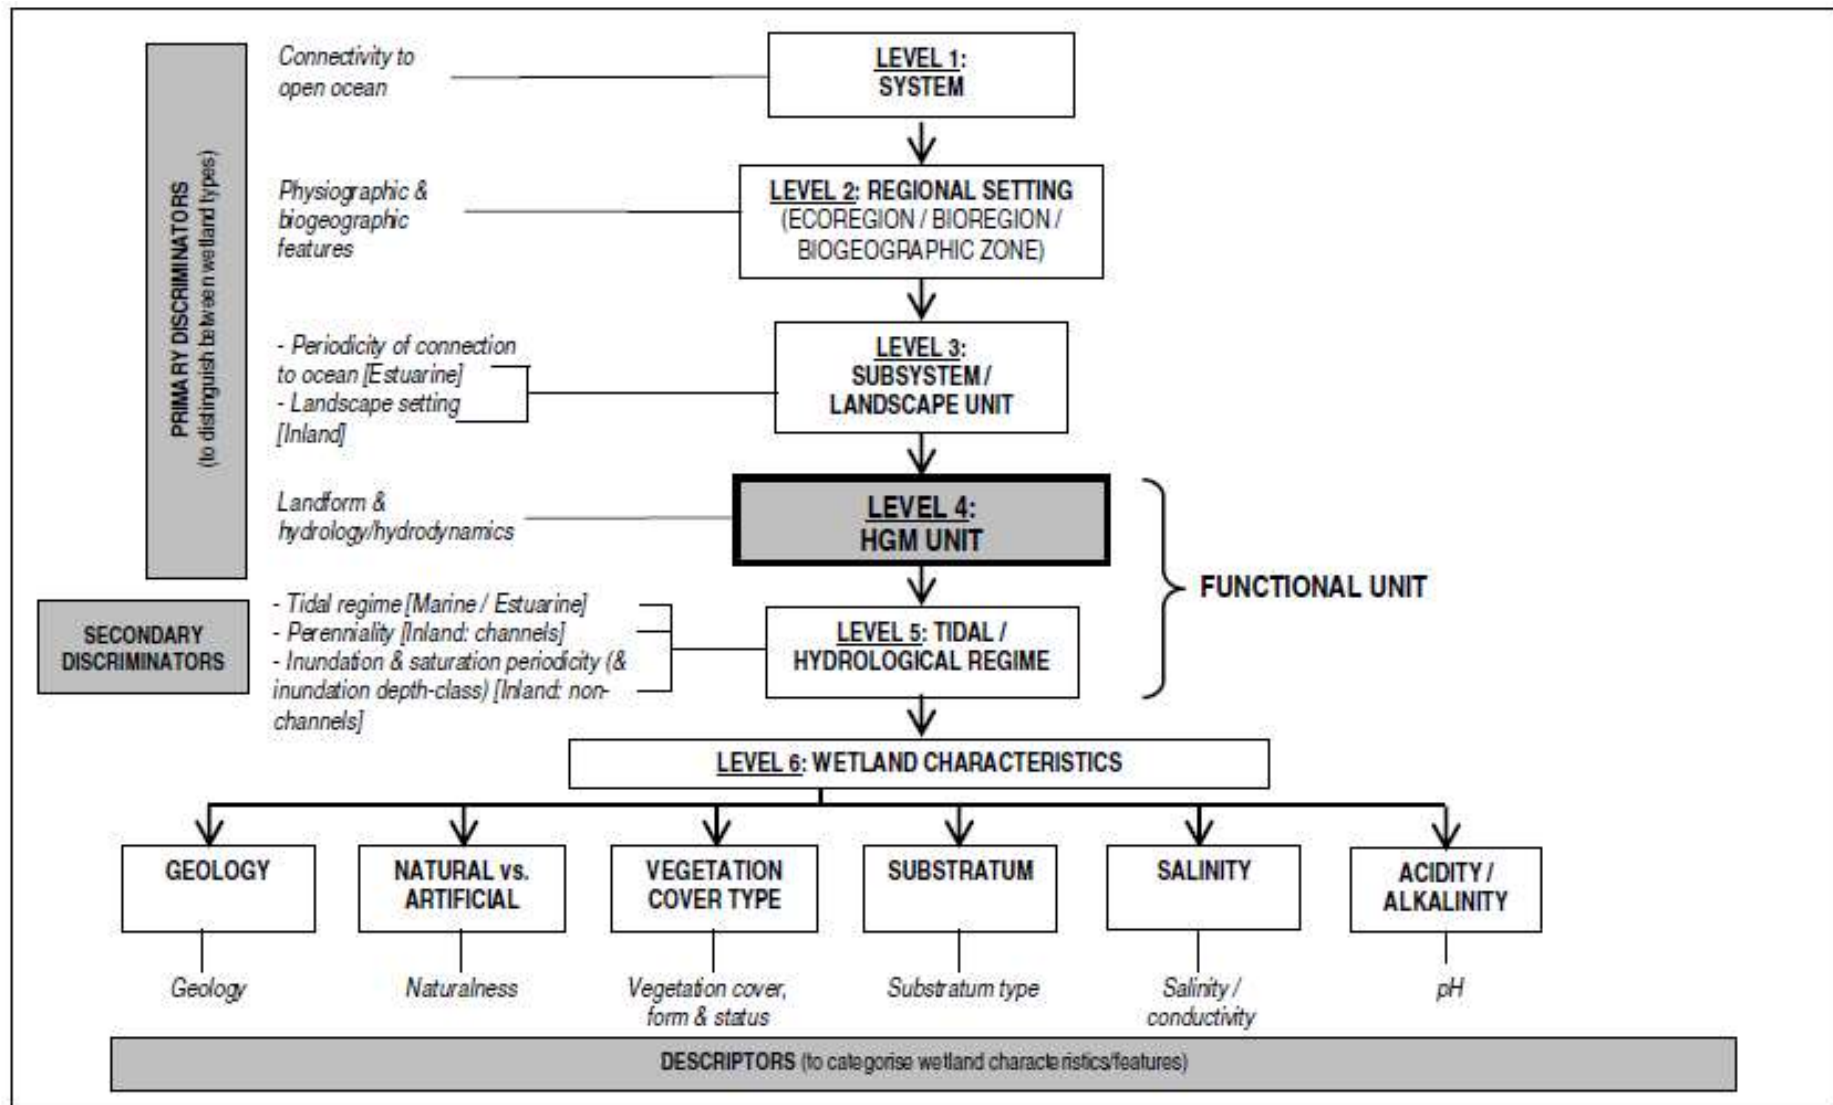 PRIMARY DISCRIMINATORS
(to distinguish between wetland types)
Connectivity to
open ocean
LEVEL 1:
SYSTEM
Physiographic &
biogeographic
features
LEVEL 2: REGIONAL SETTING
(ECOREGION / BIOREGION /
BIOGEOGRAPHIC ZONE)
- Periodicity of connection
to ocean [Estuarine]
- Landscape setting
[Inland]
LEVEL 3:
SUBSYSTEM /
LANDSCAPE UNIT
Landform &
hydrology/hydrodynamics
LEVEL 4:
HGM UNIT
FUNCTIONAL UNIT
SECONDARY
DISCRIMINATORS
- Tidal regime [Marine / Estuarine]
- Perenniality [Inland: channels]
- Inundation & saturation periodicity (&
inundation depth-class) [Inland: non-
channels]
LEVEL 5: TIDAL /
HYDROLOGICAL REGIME
LEVEL 6: WETLAND CHARACTERISTICS
GEOLOGY
NATURAL vs.
ARTIFICIAL
VEGETATION
COVER TYPE
SUBSTRATUM
SALINITY
ACIDITY /
ALKALINITY
Geology
Naturalness
Vegetation cover,
form & status
Substratum type
Salinity /
conductivity
pH
DESCRIPTORS (to categorise wetland characteristics/features)